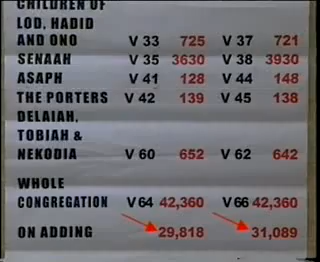 CHILDREN OF
LOD, HADID
AND ONO V 33 725 V 37 721
SENAAH V 35 3630 V 38 3930
ASAPH V 41 128 V 44 148
THE PORTERS V 42 139 V 45 138
DELAIAH,
TOBIAH &
NEKODIA V 60 652 V 62 642
WHOLE
CONGREGATION V64 42,360 V66 42,360
ON ADDING 29,818 31,089